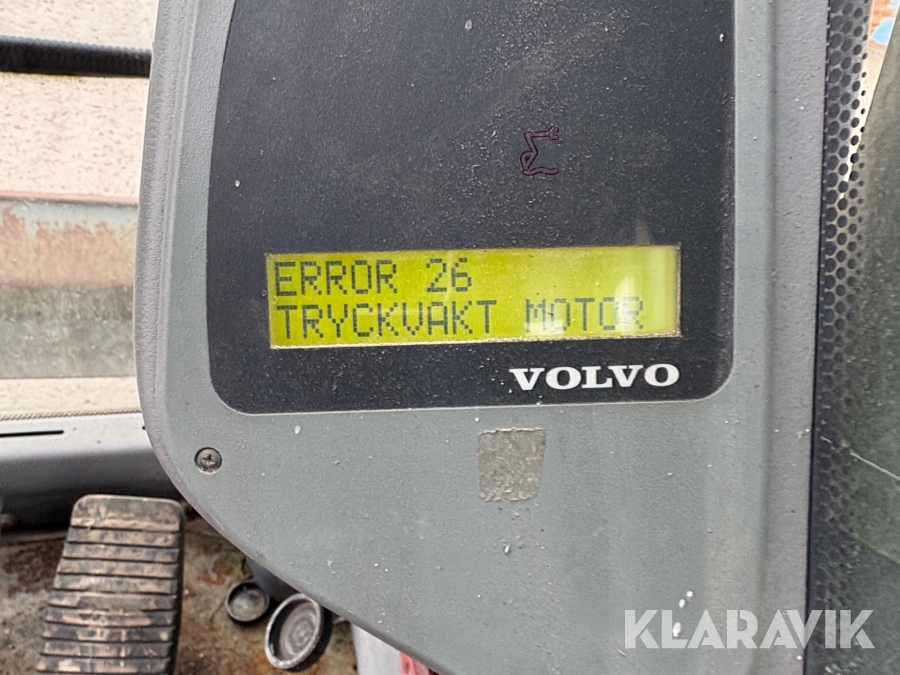 ERROR 26
TRYCKVAKT MOTOR
VOLVO
KLARAVIK